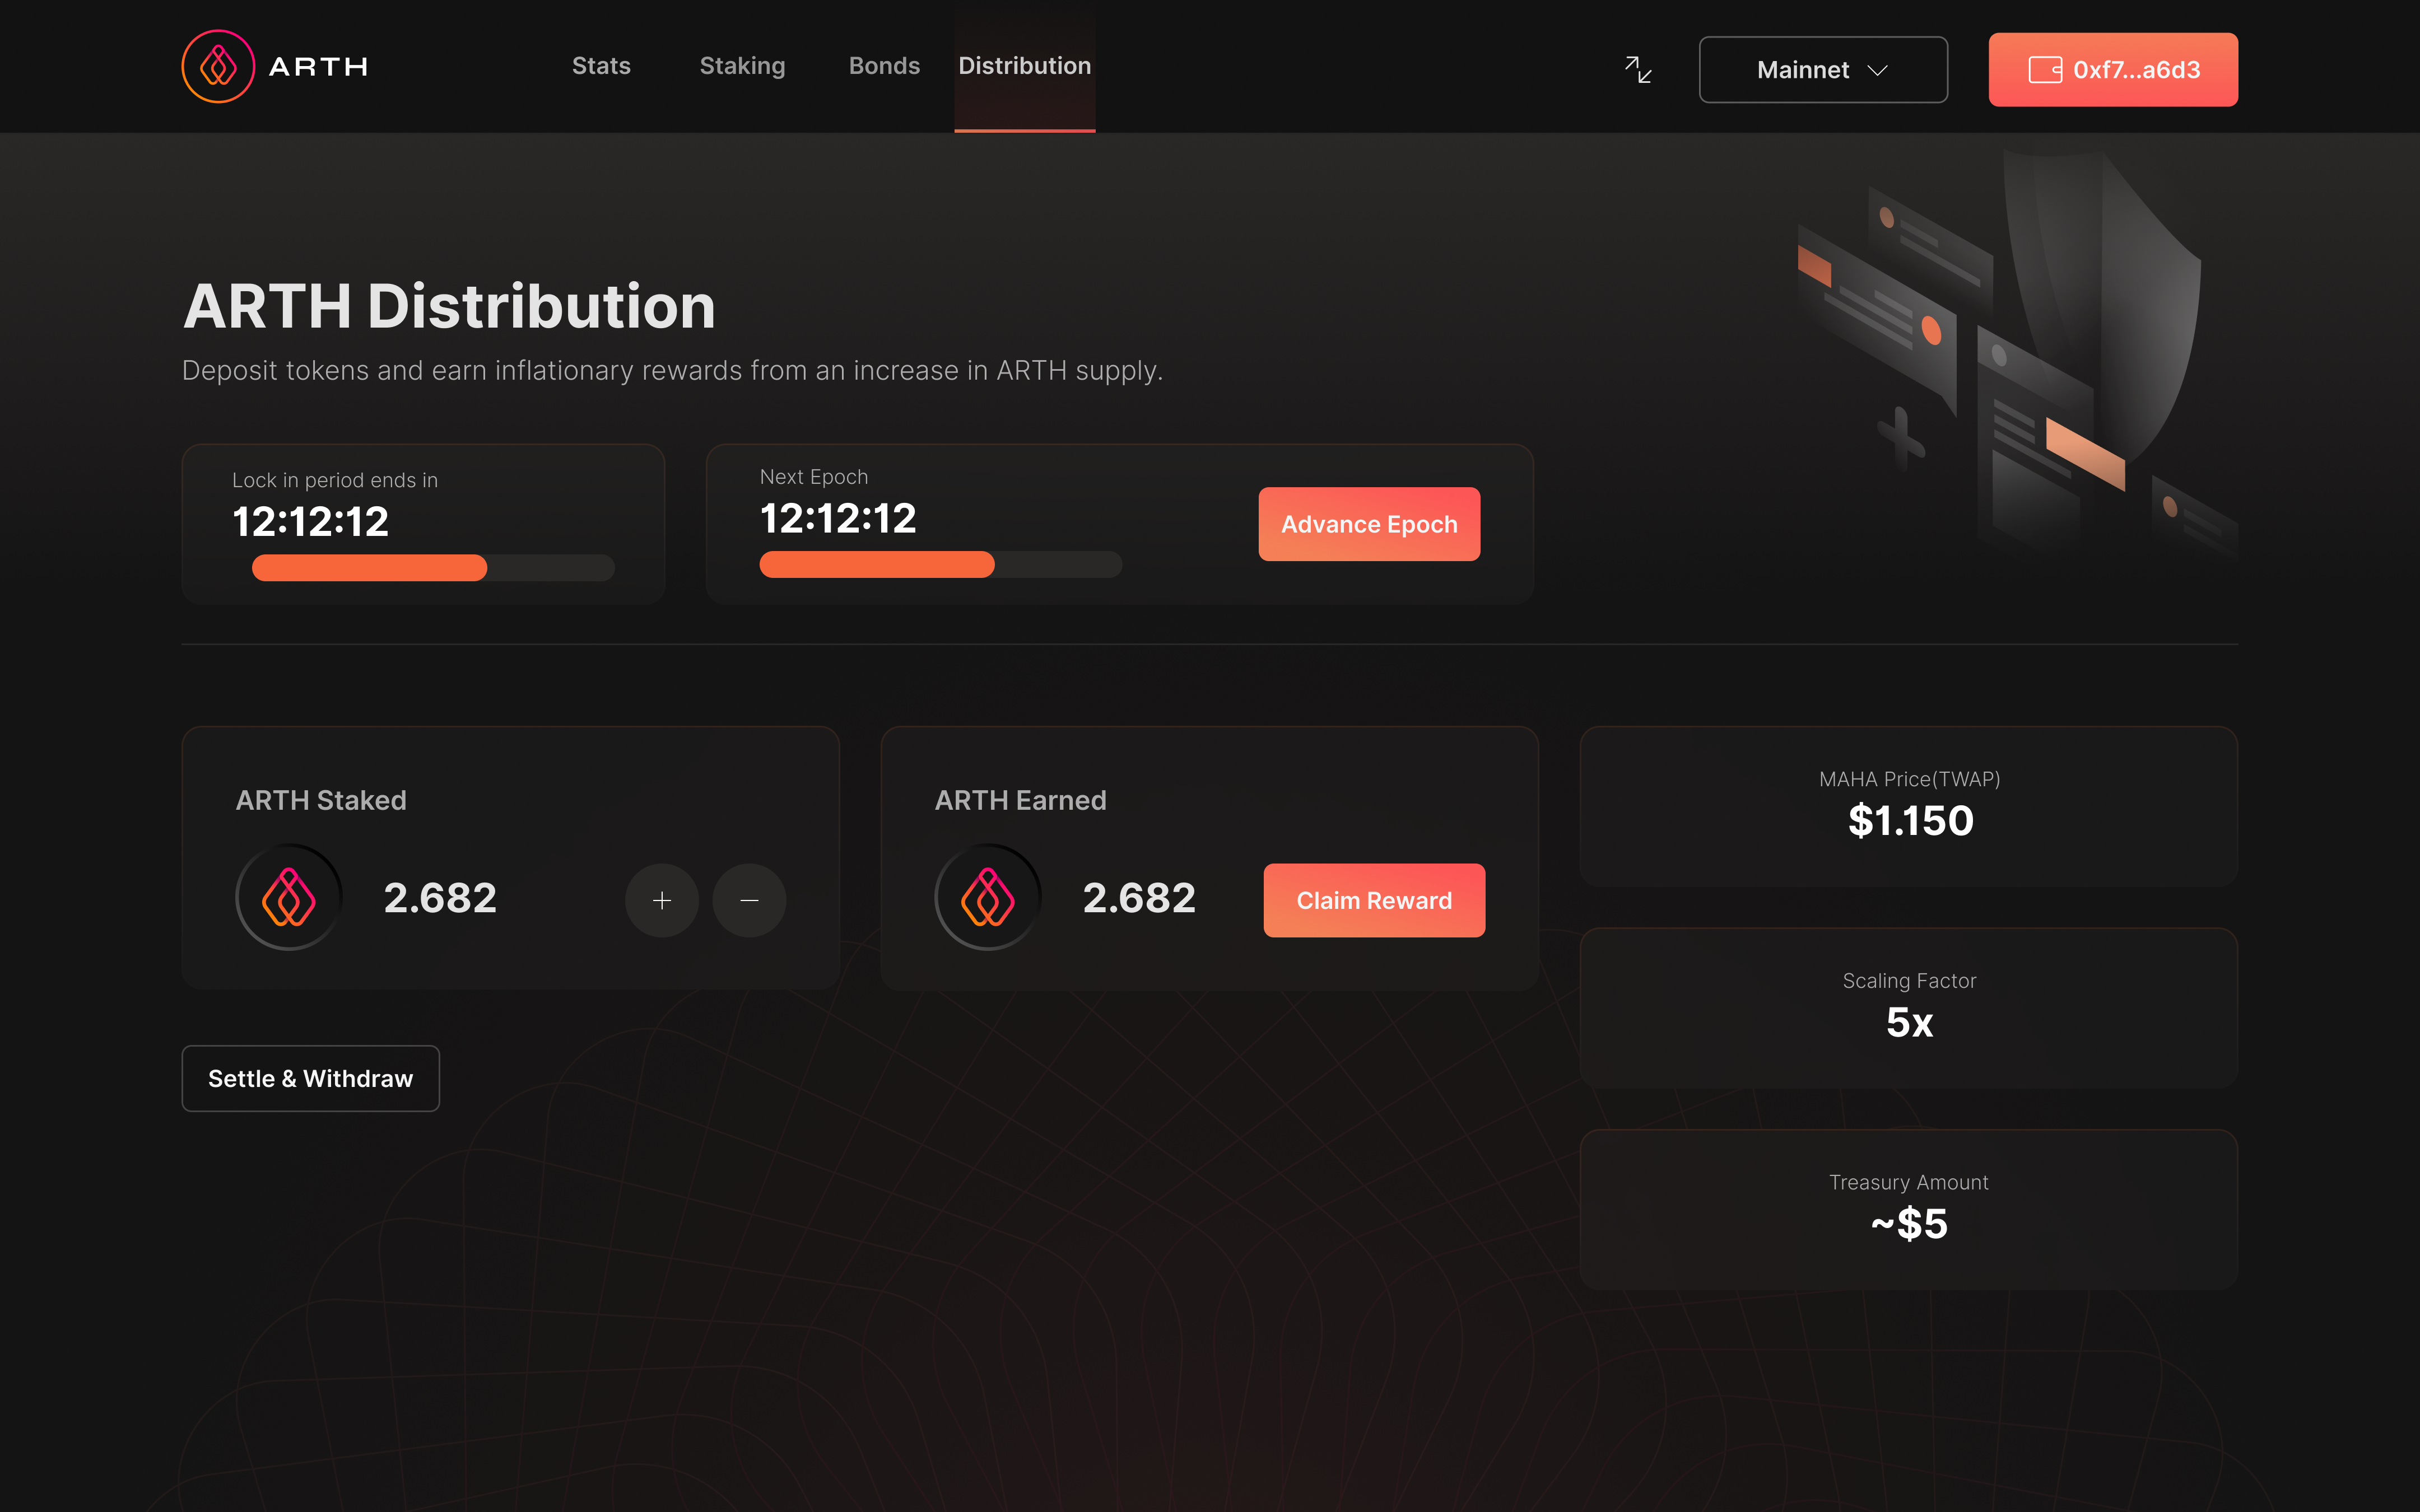 ARTH
Stats
Staking
Bonds
Distribution
Mainnet
0xf7...a6d3
ARTH Distribution
Deposit tokens and earn inflationary rewards from an increase in ARTH supply.
Lock in period ends in
12:12:12
Next Epoch
12:12:12
Advance Epoch
ARTH Staked
2.682
ARTH Earned
2.682
Claim Reward
MAHA Price(TWAP)
$1.150
Scaling Factor
5x
Settle & Withdraw
Treasury Amount
~$5